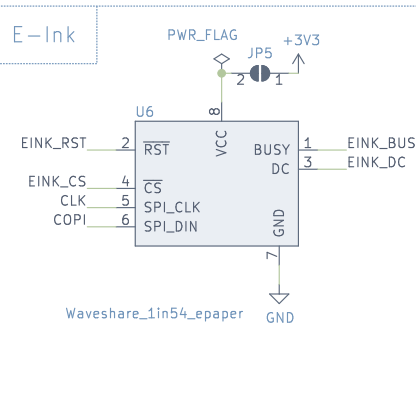 E-Ink
PWR_FLAG
JP5
+3V3
2
1
U6
8
VCC
EINK_RST
2
RST
BUSY
1
EINK_BUS
DC
3
EINK_DC
EINK_CS
4
CS
CLK
5
SPI_CLK
COPI
6
SPI_DIN
GND
7
Waveshare_1in54_epaper
GND